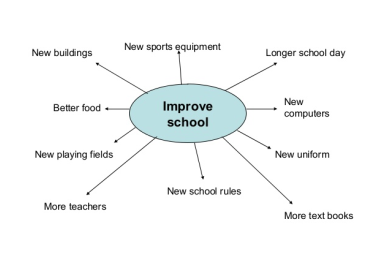 New buildings
New sports equipment
Longer school day
Better food
Improve
school
New
computers
New playing fields
New uniform
More teachers
New school rules
More text books